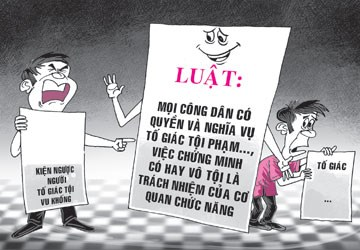 LUẬT:
MỌI CÔNG DÂN CÓ
QUYỀN VÀ NGHĨA VỤ
TỐ GIÁC TỘI PHẠM...,
VIỆC CHỨNG MINH
CÓ HAY VÔ TỘI LÀ
TRÁCH NHIỆM CỦA CƠ
QUAN CHỨC NĂNG
KIỆN NGƯỢC
NGƯỜI
TỐ GIÁC TỘI
VU KHỐNG
TỐ GIÁC
...